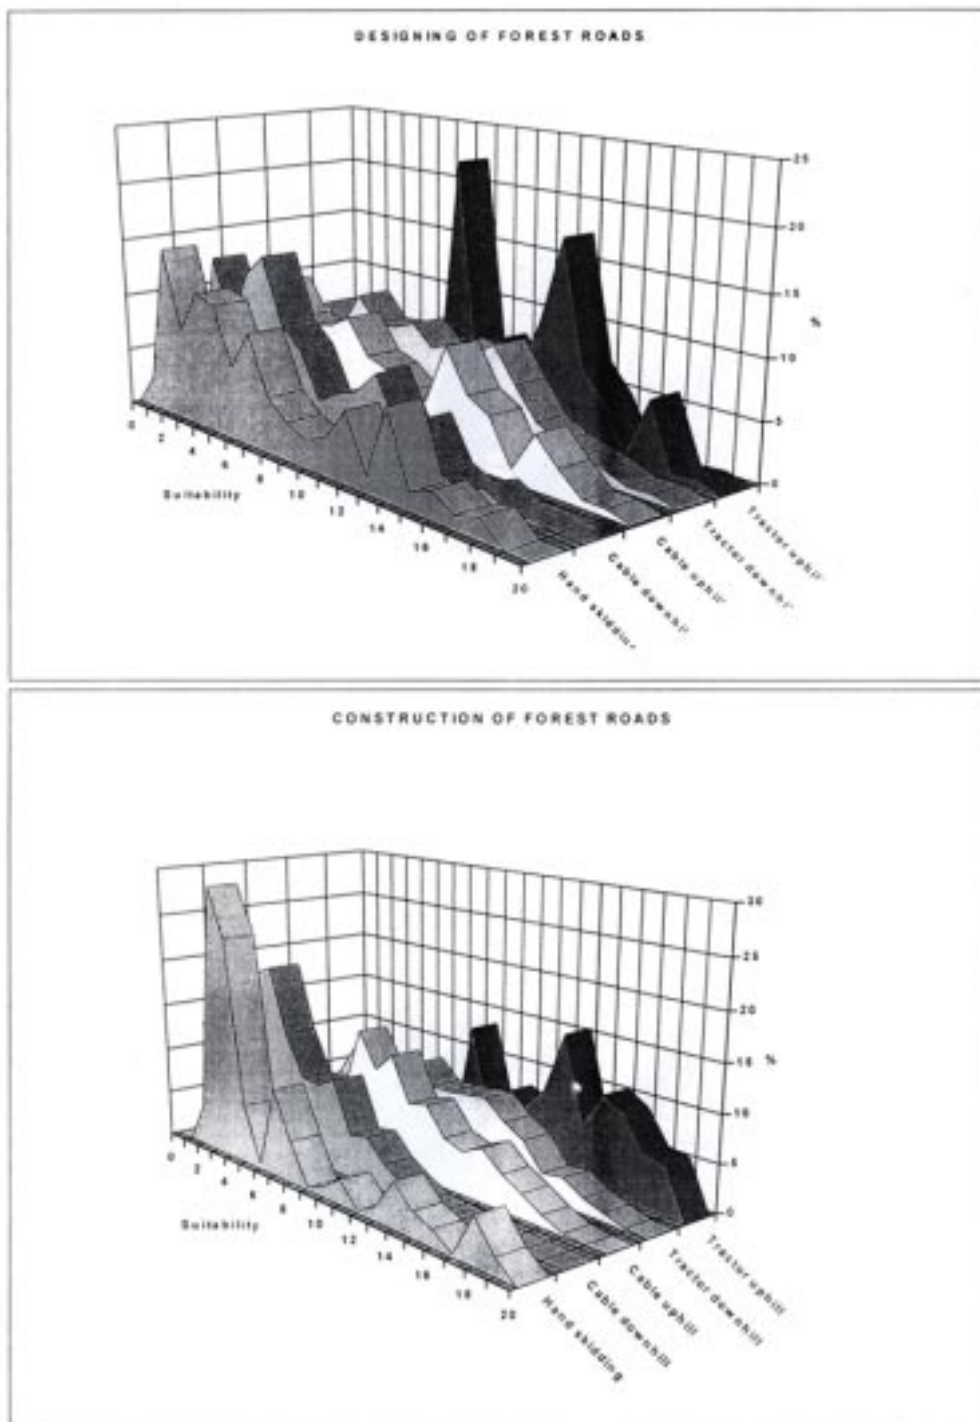 DESIGNING OF FOREST ROADS
25
20
15
%
10
5
0
0
2
4
6
8
10
12
14
16
18
20
Suitability
Tractor uphill
Tractor downhil
Cable uphill
Cable downhil
Hand skiddin
CONSTRUCTION OF FOREST ROADS
30
25
20
15
%
10
5
0
0
2
4
6
8
10
12
14
16
18
20
Suitability
Tractor uphill
Tractor downhill
Cable uphill
Cable downhill
Hand skidding